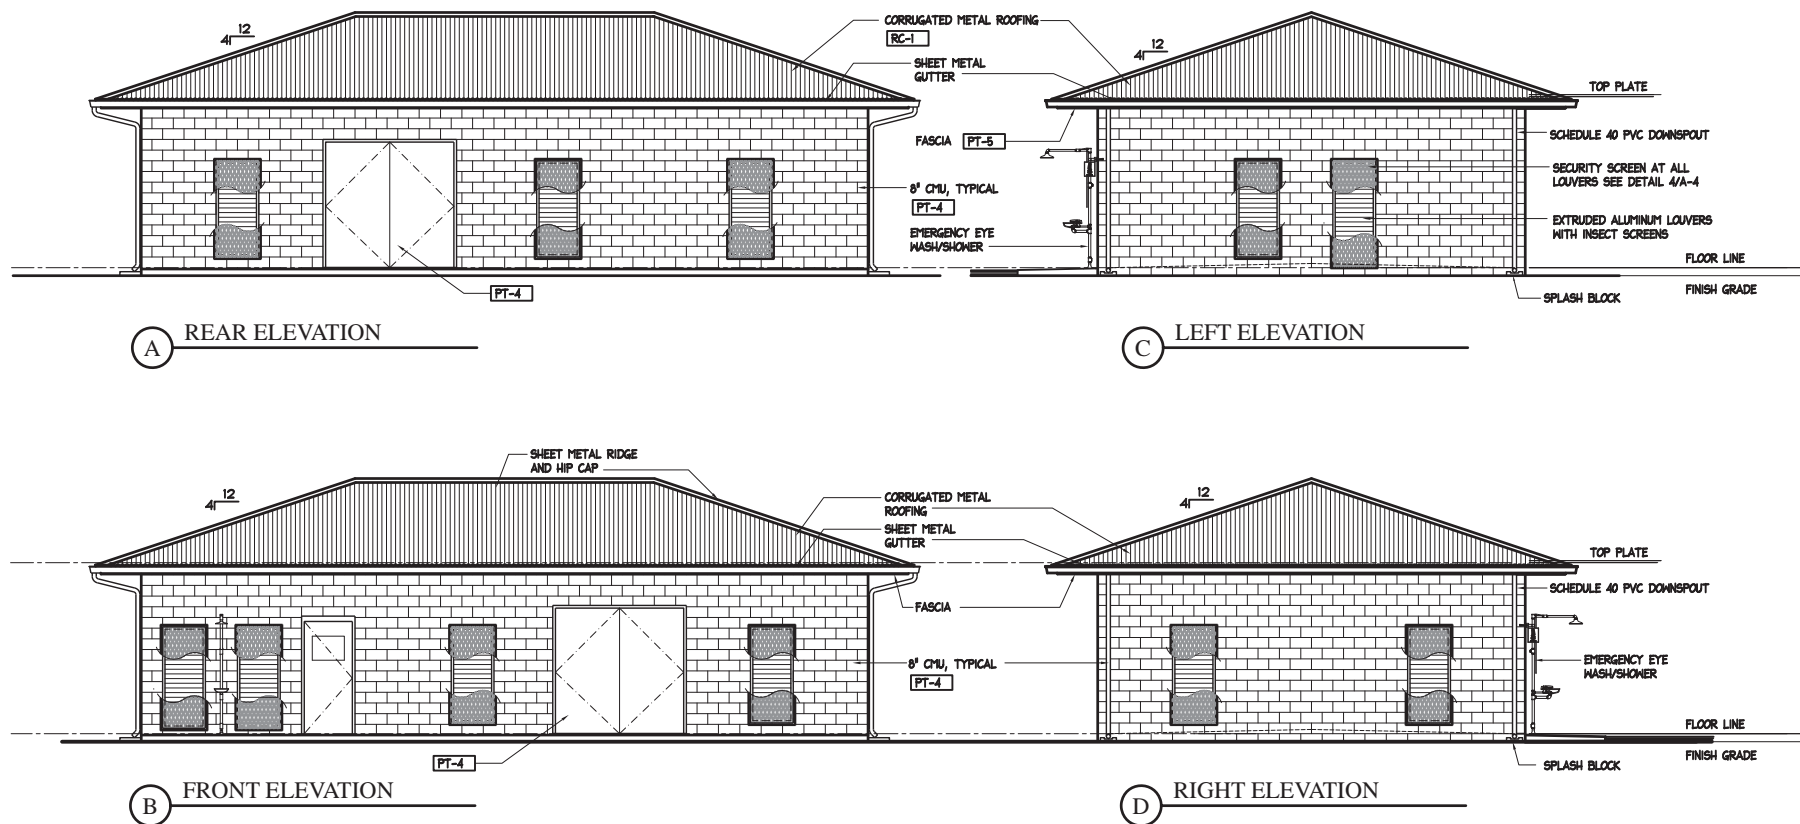 12
4
CORRUGATED METAL ROOFING
RC-1
SHEET METAL
GUTTER
FASCIA PT-5
8" CMU, TYPICAL
PT-4
EMERGENCY EYE
WASH/SHOWER
PT-4
A REAR ELEVATION
12
4
TOP PLATE
SCHEDULE 40 PVC DOWNSPOUT
SECURITY SCREEN AT ALL
LOUVERS SEE DETAIL 4/A-4
EXTRUDED ALUMINUM LOUVERS
WITH INSECT SCREENS
FLOOR LINE
FINISH GRADE
SPLASH BLOCK
C LEFT ELEVATION
SHEET METAL RIDGE
AND HIP CAP
12
4
CORRUGATED METAL
ROOFING
SHEET METAL
GUTTER
FASCIA
8" CMU, TYPICAL
PT-4
PT-4
B FRONT ELEVATION
12
4
TOP PLATE
SCHEDULE 40 PVC DOWNSPOUT
EMERGENCY EYE
WASH/SHOWER
FLOOR LINE
FINISH GRADE
SPLASH BLOCK
D RIGHT ELEVATION